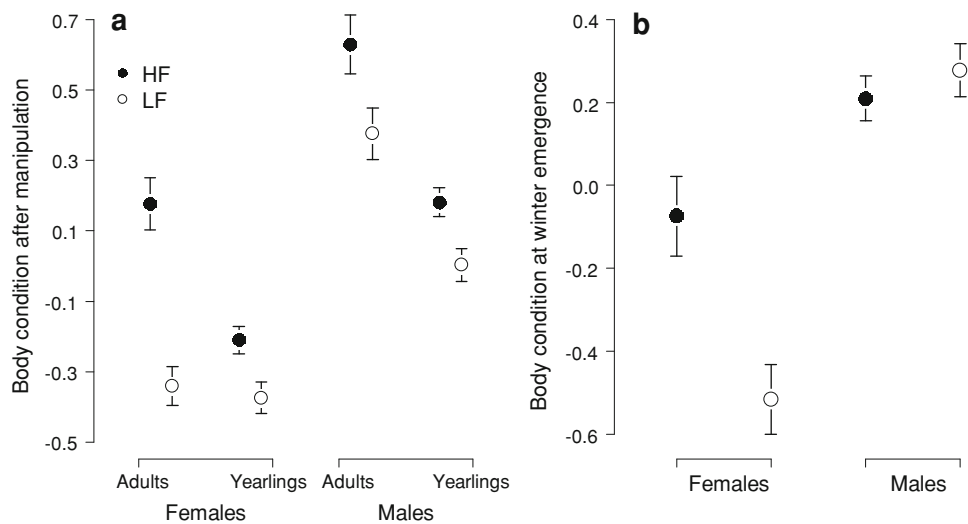 a
Body condition after manipulation
0.7
0.5
0.3
0.1
-0.1
-0.3
-0.5
HF
LF
Adults Yearlings Adults Yearlings
Females Males
b
Body condition at winter emergence
0.4
0.2
0.0
-0.2
-0.4
-0.6
Females Males